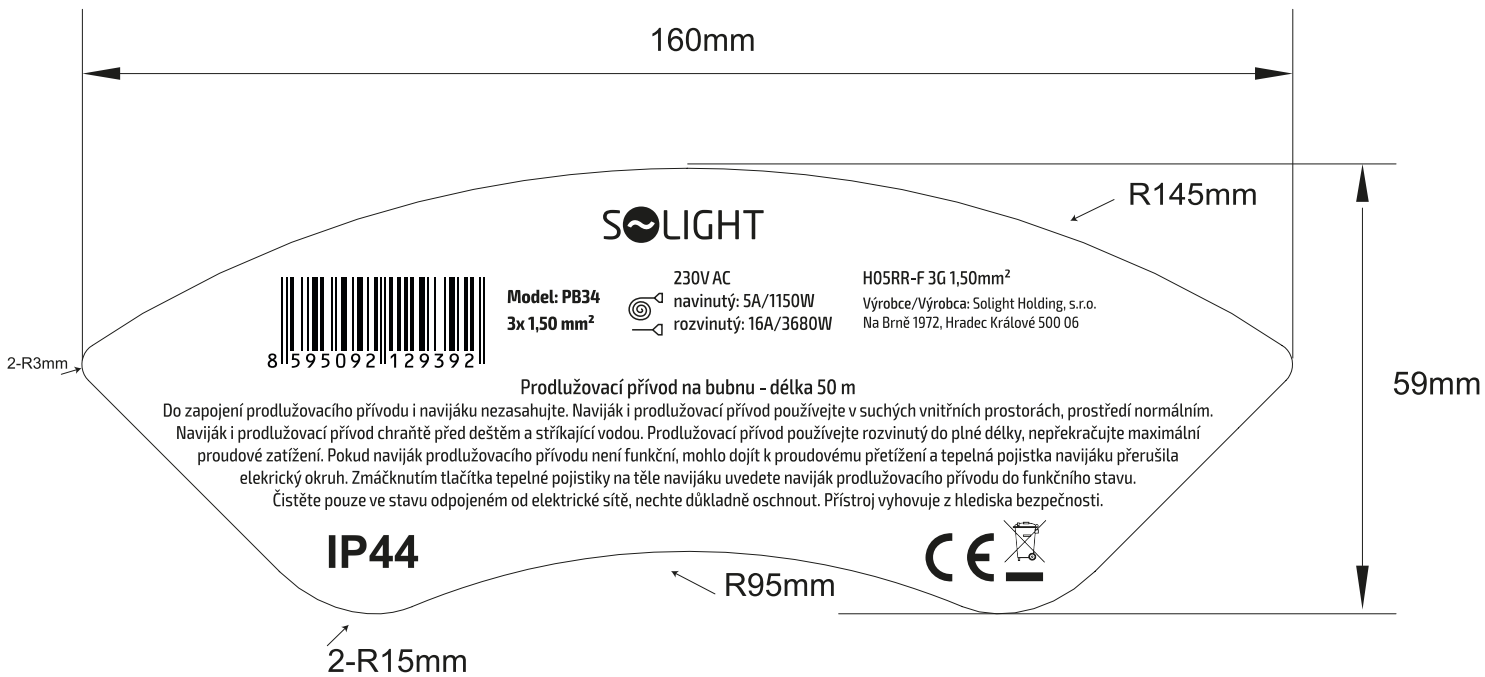 160mm
R145mm
SOLIGHT
230V AC
H05RR-F 3G 1,50mm²
Model: PB34
navinutý: 5A/1150W
Výrobce/Výrobca: Solight Holding, s.r.o.
3x 1,50 mm²
rozvinutý: 16A/3680W
Na Brně 1972, Hradec Králové 500 06
8 595092 129392
2-R3mm
59mm
Prodlužovací přívod na bubnu - délka 50 m
Do zapojení prodlužovacího přívodu i navijáku nezasahujte. Naviják i prodlužovací přívod používejte v suchých vnitřních prostorách, prostředí normálním.
Naviják i prodlužovací přívod chraňtě před deštěm a stříkající vodou. Prodlužovací přívod používejte rozvinutý do plné délky, nepřekračujte maximální
proudové zatížení. Pokud naviják prodlužovacího přívodu není funkční, mohlo dojít k proudovému přetížení a tepelná pojistka navijáku přerušila
elekrický okruh. Zmáčknutím tlačítka tepelné pojistiky na těle navijáku uvedete naviják prodlužovacího přívodu do funkčního stavu.
Čistěte pouze ve stavu odpojeném od elektrické sítě, nechte důkladně oschnout. Přístroj vyhovuje z hlediska bezpečnosti.
IP44
CE
R95mm
2-R15mm